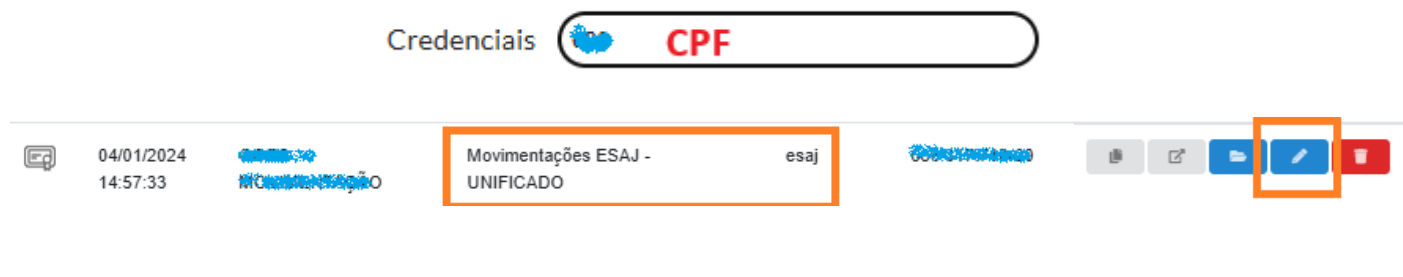 Credenciais CPF
04/01/2024 Movimentações ESAJ - esaj
14:57:33 UNIFICADO